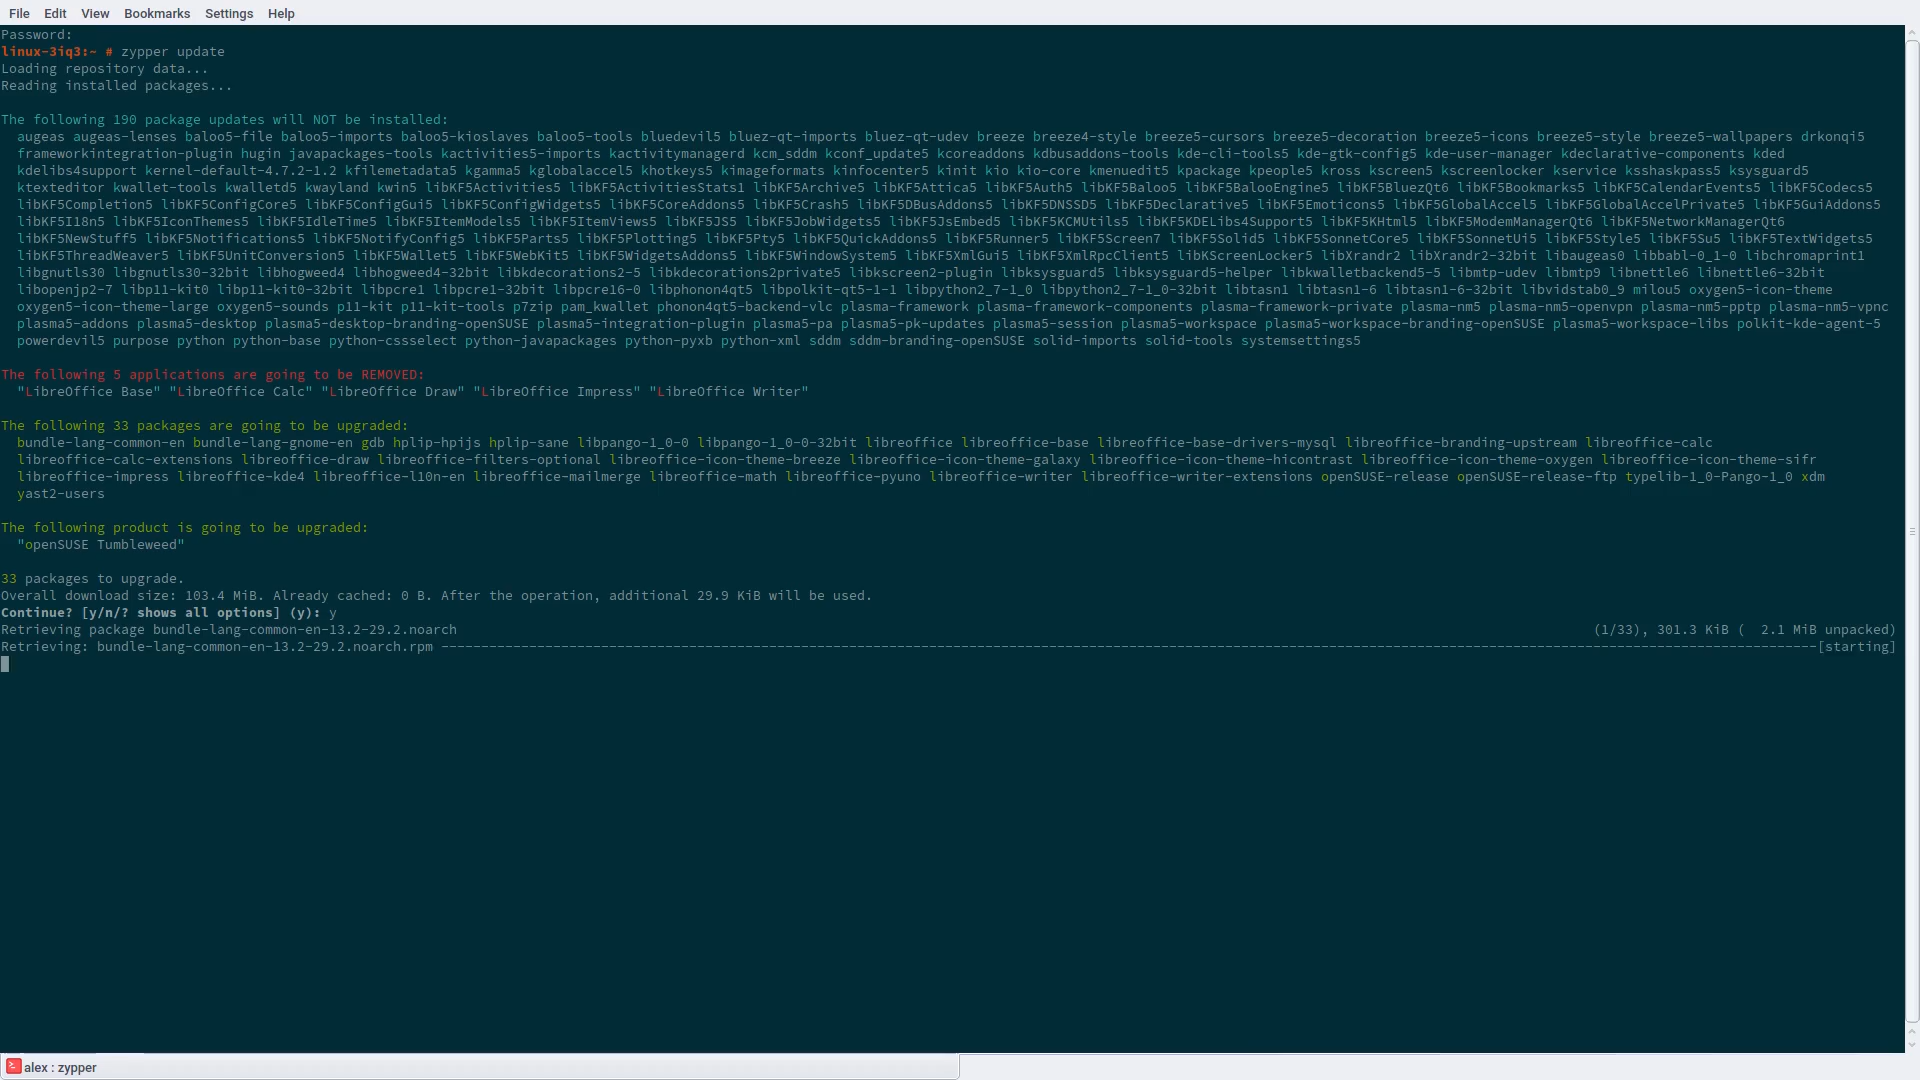 File Edit View Bookmarks Settings Help
Password:
linux-3iq3:~ # zypper update
Loading repository data...
Reading installed packages...
The following 190 package updates will NOT be installed:
augeas augeas-lenses baloo5-file baloo5-imports baloo5-kioslaves baloo5-tools bluedevil5 bluez-qt-imports bluez-qt-udev breeze breeze4-style breeze5-cursors breeze5-decoration breeze5-icons breeze5-style breeze5-wallpapers drkonqi5
frameworkintegration-plugin hugin javapackages-tools kactivities5-imports kactivitymanagerd kcm_sddm kconf_update5 kcoreaddons kdbusaddons-tools kde-cli-tools5 kde-gtk-config5 kde-user-manager kdeclarative-components kded
kdelibs4support kernel-default-4.7.2-1.2 kfilemetadata5 kgamma5 kglobalaccel5 khotkeys5 kimageformats kinfocenter5 kinit kio kio-core kmenuedit5 kpackage kpeople5 kross kscreen5 kscreenlocker kservice ksshaskpass5 ksysguard5
ktexteditor kwallet-tools kwalletd5 kwayland kwin5 libKF5Activities5 libKF5ActivitiesStats1 libKF5Archive5 libKF5Attica5 libKF5Auth5 libKF5Baloo5 libKF5BalooEngine5 libKF5BluezQt6 libKF5Bookmarks5 libKF5CalendarEvents5 libKF5Codecs5
libKF5Completion5 libKF5ConfigCore5 libKF5ConfigGui5 libKF5ConfigWidgets5 libKF5CoreAddons5 libKF5Crash5 libKF5DBusAddons5 libKF5DNSSD5 libKF5Declarative5 libKF5Emoticons5 libKF5GlobalAccel5 libKF5GlobalAccelPrivate5 libKF5GuiAddons5
libKF5I18n5 libKF5IconThemes5 libKF5IdleTime5 libKF5ItemModels5 libKF5ItemViews5 libKF5JS5 libKF5JobWidgets5 libKF5JsEmbed5 libKF5KCMUtils5 libKF5KDELibs4Support5 libKF5KHtml5 libKF5ModemManagerQt6 libKF5NetworkManagerQt6
libKF5NewStuff5 libKF5Notifications5 libKF5NotifyConfig5 libKF5Parts5 libKF5Plotting5 libKF5Pty5 libKF5QuickAddons5 libKF5Runner5 libKF5Screen7 libKF5Solid5 libKF5SonnetCore5 libKF5SonnetUi5 libKF5Style5 libKF5Su5 libKF5TextWidgets5
libKF5ThreadWeaver5 libKF5UnitConversion5 libKF5Wallet5 libKF5WebKit5 libKF5WidgetsAddons5 libKF5WindowSystem5 libKF5XmlGui5 libKF5XmlRpcClient5 libKScreenLocker5 libXrandr2 libXrandr2-32bit libaugeas0 libbabl-0_1-0 libchromaprint1
libgnutls30 libgnutls30-32bit libhogweed4 libhogweed4-32bit libkdecorations2-5 libkdecorations2private5 libkscreen2-plugin libksysguard5 libksysguard5-helper libkwalletbackend5-5 libmtp-udev libmtp9 libnettle6 libnettle6-32bit
libopenjp2-7 libp11-kit0 libp11-kit0-32bit libpcre1 libpcre1-32bit libpcre16-0 libphonon4qt5 libpolkit-qt5-1-1 libpython2_7-1_0 libpython2_7-1_0-32bit libtasn1 libtasn1-6 libtasn1-6-32bit libvidstab0_9 milou5 oxygen5-icon-theme
oxygen5-icon-theme-large oxygen5-sounds p11-kit p11-kit-tools p7zip pam_kwallet phonon4qt5-backend-vlc plasma-framework plasma-framework-components plasma-framework-private plasma-nm5 plasma-nm5-openvpn plasma-nm5-pptp plasma-nm5-vpnc
plasma5-addons plasma5-desktop plasma5-desktop-branding-openSUSE plasma5-integration-plugin plasma5-pa plasma5-pk-updates plasma5-session plasma5-workspace plasma5-workspace-branding-openSUSE plasma5-workspace-libs polkit-kde-agent-5
powerdevil5 purpose python python-base python-cssselect python-javapackages python-pyxb python-xml sddm sddm-branding-openSUSE solid-imports solid-tools systemsettings5
The following 5 applications are going to be REMOVED:
"LibreOffice Base" "LibreOffice Calc" "LibreOffice Draw" "LibreOffice Impress" "LibreOffice Writer"
The following 33 packages are going to be upgraded:
bundle-lang-common-en bundle-lang-gnome-en gdb hplip-hpijs hplip-sane libpango-1_0-0 libpango-1_0-0-32bit libreoffice libreoffice-base libreoffice-base-drivers-mysql libreoffice-branding-upstream libreoffice-calc
libreoffice-calc-extensions libreoffice-draw libreoffice-filters-optional libreoffice-icon-theme-breeze libreoffice-icon-theme-galaxy libreoffice-icon-theme-hicontrast libreoffice-icon-theme-oxygen libreoffice-icon-theme-sifr
libreoffice-impress libreoffice-kde4 libreoffice-l10n-en libreoffice-mailmerge libreoffice-math libreoffice-pyuno libreoffice-writer libreoffice-writer-extensions openSUSE-release openSUSE-release-ftp typelib-1_0-Pango-1_0 xdm
yast2-users
The following product is going to be upgraded:
"openSUSE Tumbleweed"
33 packages to upgrade.
Overall download size: 103.4 MiB. Already cached: 0 B. After the operation, additional 29.9 KiB will be used.
Continue? [y/n/? shows all options] (y): y
Retrieving package bundle-lang-common-en-13.2-29.2.noarch (1/33), 301.3 KiB ( 2.1 MiB unpacked)
Retrieving: bundle-lang-common-en-13.2-29.2.noarch.rpm ----------[starting]
alex : zypper